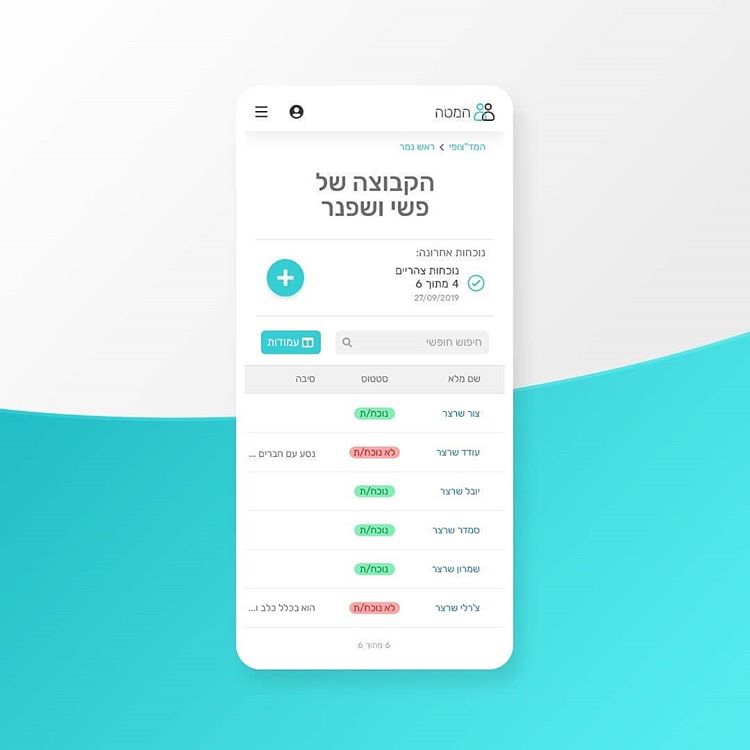 המטה
המד"צופי > ראש נמר
הקבוצה של
פשי ושפנר
נוכחות אחרונה:
נוכחות צהריים
4 מתוך 6
27/09/2019
חיפוש חופשי
עמודות
שם מלא סטטוס סיבה
צור שרצר נוכח/ת
עודד שרצר לא נוכח/ת נסע עם חברים ...
יובל שרצר נוכח/ת
סמדר שרצר נוכח/ת
שמרון שרצר נוכח/ת
צ'רלי שרצר לא נוכח/ת הוא בכלל כלב ו...
6 מתוך 6